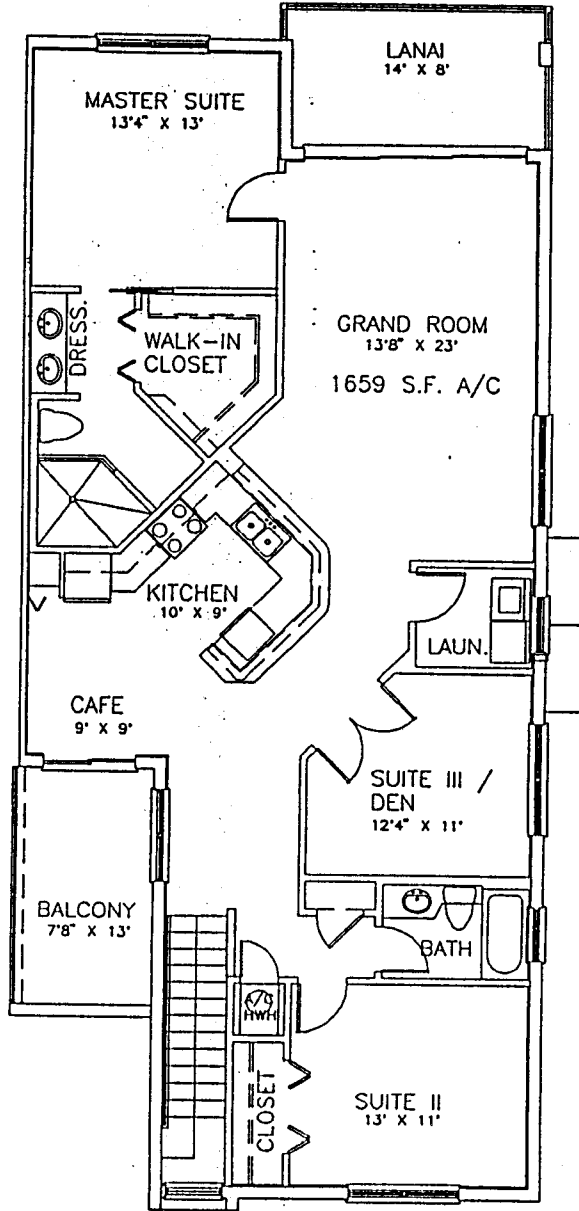 LANAI
14' X 8'
MASTER SUITE
13'4" X 13'
DRESS.
WALK-IN
CLOSET
GRAND ROOM
13'8" X 23'
1659 S.F. A/C
KITCHEN
10' X 9'
LAUN.
CAFE
9' X 9'
SUITE III /
DEN
12'4" X 11'
BALCONY
7'8" X 13'
BATH
A/C
HWH
CLOSET
SUITE II
13' X 11'